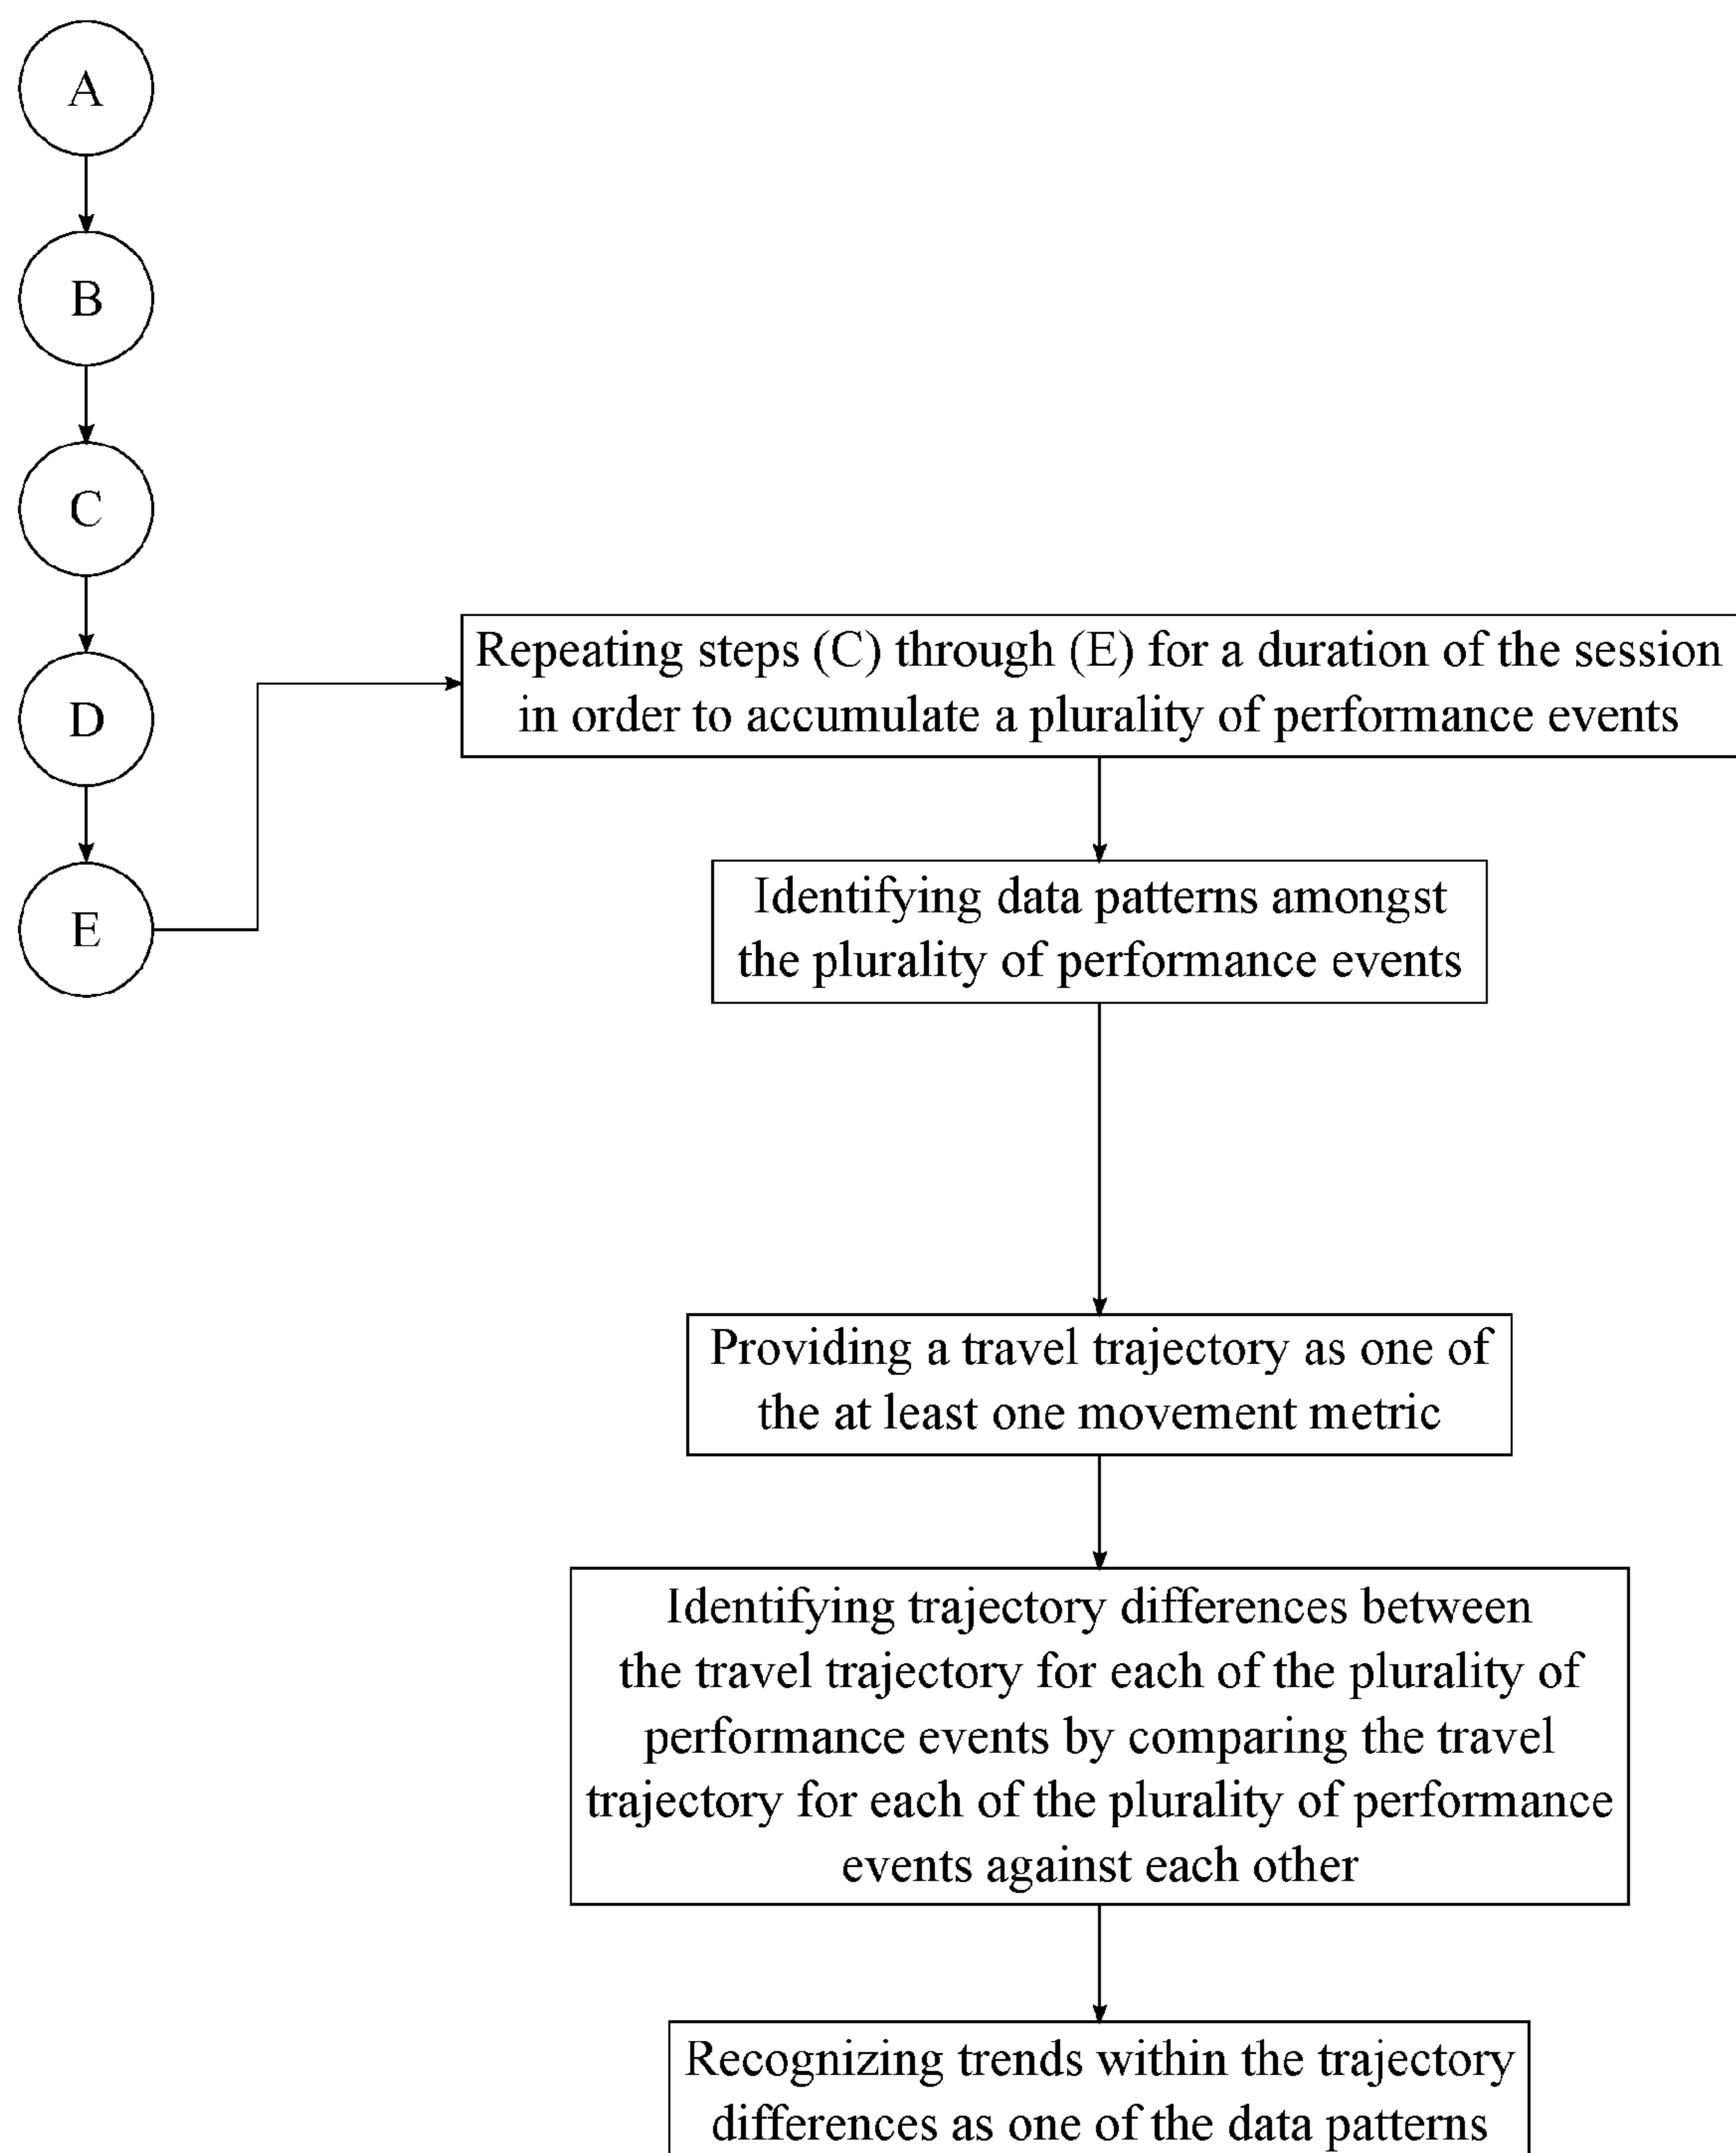 A
B
C
D
E
Repeating steps (C) through (E) for a duration of the session
in order to accumulate a plurality of performance events
Identifying data patterns amongst
the plurality of performance events
Providing a travel trajectory as one of
the at least one movement metric
Identifying trajectory differences between
the travel trajectory for each of the plurality of
performance events by comparing the travel
trajectory for each of the plurality of performance
events against each other
Recognizing trends within the trajectory
differences as one of the data patterns